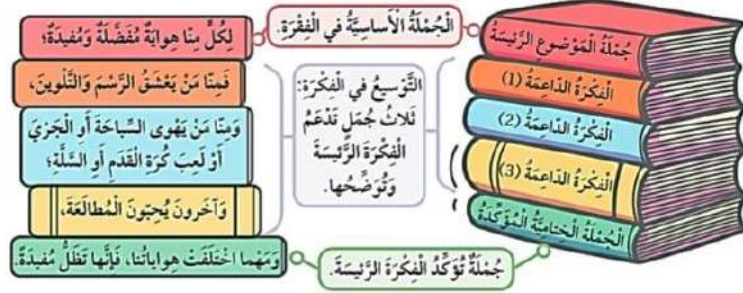 جُمْلَةُ الْمَوْضوعِ الرَّئيسَةُ
الْفِكْرَةُ الدّاعِمَةُ (1)
الْفِكْرَةُ الدّاعِمَةُ (2)
الْفِكْرَةُ الدّاعِمَةُ (3)
الْجُمْلَةُ الْخِتامِيَّةُ الْمُؤَكِّدَةُ
الْجُمْلَةُ الْأَساسِيَّةُ في الْفِقْرَةِ.
التَّوْسيعُ في الْفِكْرَةِ:
ثَلاثُ جُمَلٍ تَدْعَمُ
الْفِكْرَةَ الرَّئيسَةَ
وَتُوَضِّحُها.
جُمْلَةٌ تُؤَكِّدُ الْفِكْرَةَ الرَّئيسَةَ.
لِكُلٍّ مِنّا هِوايَةٌ مُفَضَّلَةٌ وَمُفيدَةٌ؛
فَمِنّا مَنْ يَعْشَقُ الرَّسْمَ وَالتَّلْوينَ،
وَمِنّا مَنْ يَهْوى السِّباحَةَ أَوِ الْجَرْيَ
أَوْ لَعِبَ كُرَةِ الْقَدَمِ أَوِ السَّلَّةِ؛
وَآخَرونَ يُحِبّونَ الْمُطالَعَةَ،
وَمَهْما اخْتَلَفَتْ هِواياتُنا، فَإِنَّها تَظَلُّ مُفيدَةً.